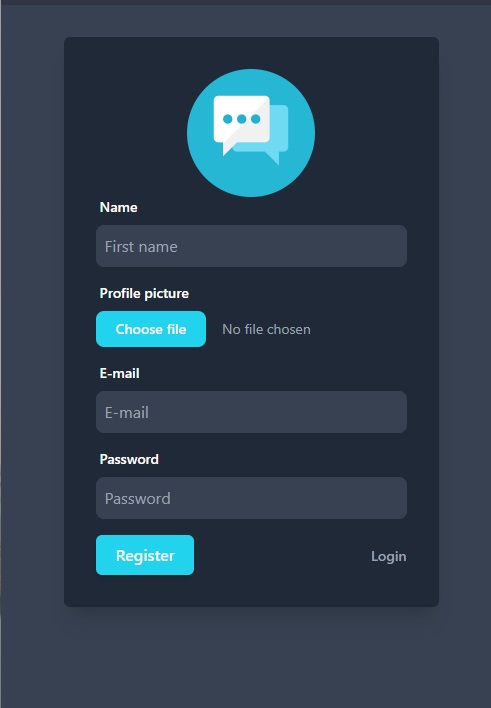 Name
First name
Profile picture
Choose file No file chosen
E-mail
E-mail
Password
Password
Register Login